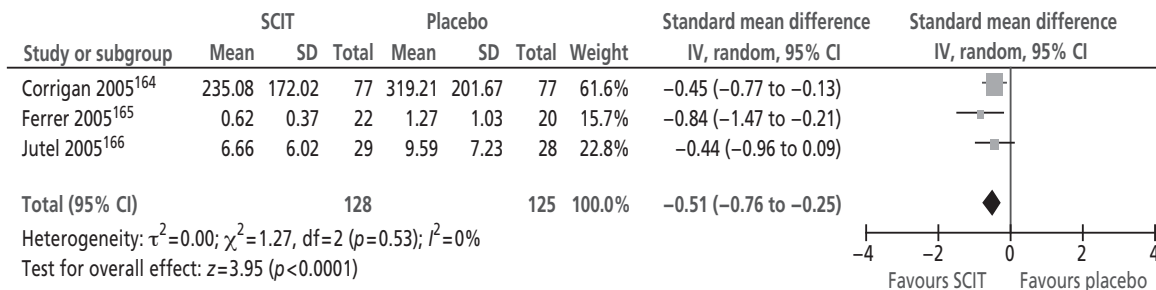 SCIT Placebo Standard mean difference Standard mean difference
Study or subgroup Mean SD Total Mean SD Total Weight IV, random, 95% CI IV, random, 95% CI
Corrigan 2005¹⁶⁴ 235.08 172.02 77 319.21 201.67 77 61.6% −0.45 (−0.77 to −0.13)
Ferrer 2005¹⁶⁵ 0.62 0.37 22 1.27 1.03 20 15.7% −0.84 (−1.47 to −0.21)
Jutel 2005¹⁶⁶ 6.66 6.02 29 9.59 7.23 28 22.8% −0.44 (−0.96 to 0.09)
Total (95% CI) 128 125 100.0% −0.51 (−0.76 to −0.25)
Heterogeneity: τ²=0.00; χ²=1.27, df=2 (p=0.53); I²=0%
Test for overall effect: z=3.95 (p<0.0001)
−4 −2 0 2 4
Favours SCIT Favours placebo